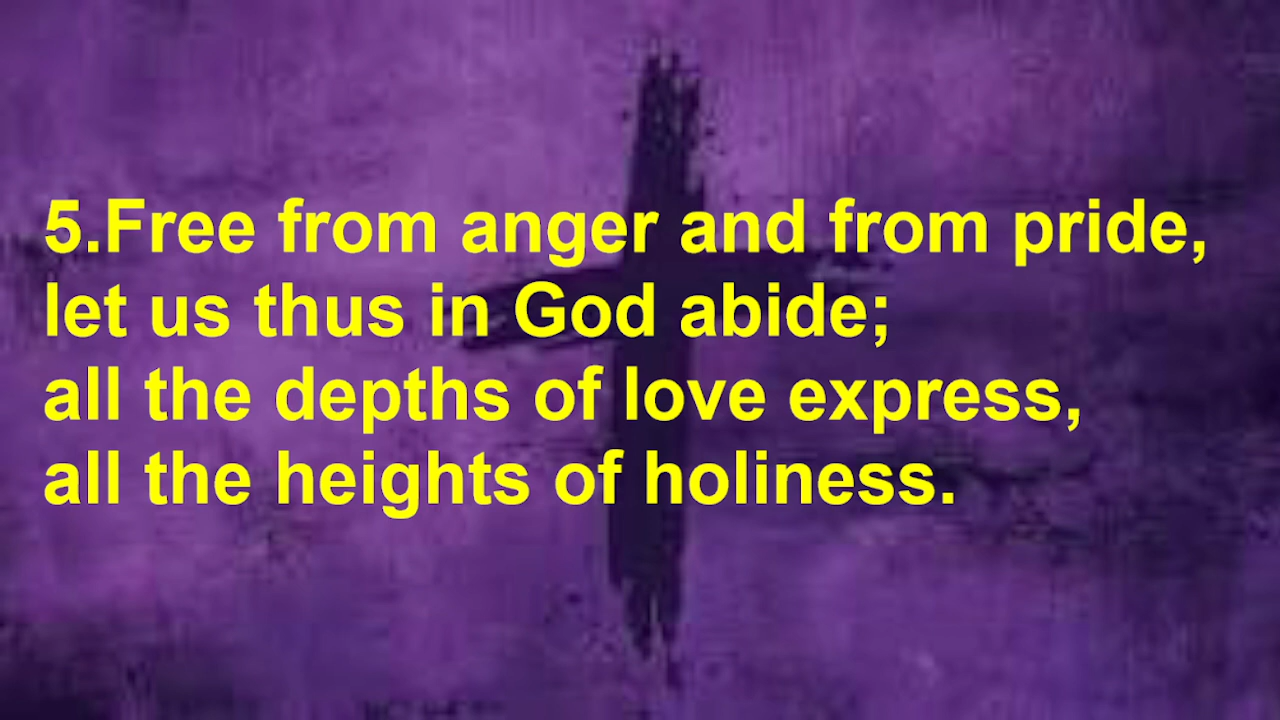 5.Free from anger and from pride,
let us thus in God abide;
all the depths of love express,
all the heights of holiness.